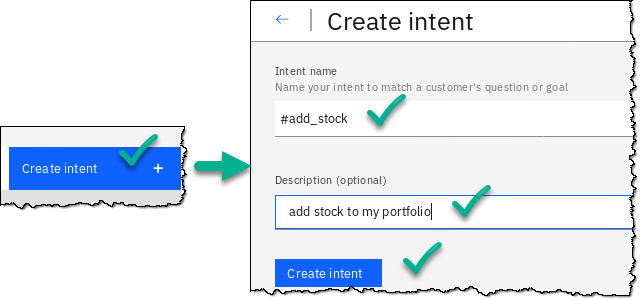 Create intent +
← Create intent
Intent name
Name your intent to match a customer's question or goal
#add_stock
Description (optional)
add stock to my portfolio
Create intent